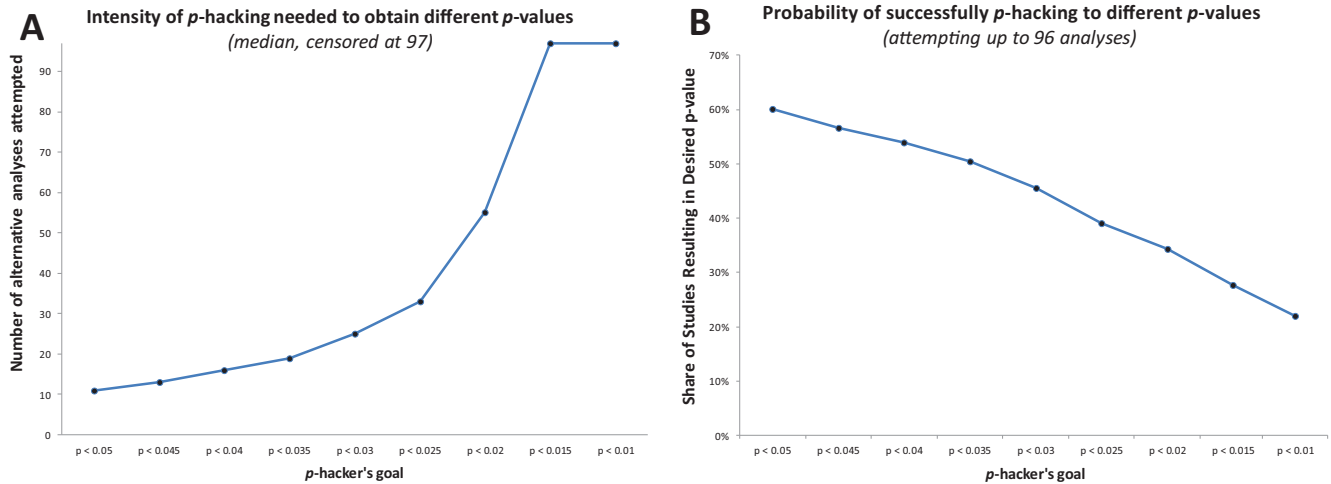 A
Intensity of p-hacking needed to obtain different p-values
(median, censored at 97)
Number of alternative analyses attempted
90
80
70
60
50
40
30
20
10
0
p < 0.05 p < 0.045 p < 0.04 p < 0.035 p < 0.03 p < 0.025 p < 0.02 p < 0.015 p < 0.01
p-hacker's goal
B
Probability of successfully p-hacking to different p-values
(attempting up to 96 analyses)
Share of Studies Resulting in Desired p-value
70%
60%
50%
40%
30%
20%
10%
0%
p < 0.05 p < 0.045 p < 0.04 p < 0.035 p < 0.03 p < 0.025 p < 0.02 p < 0.015 p < 0.01
p-hacker's goal